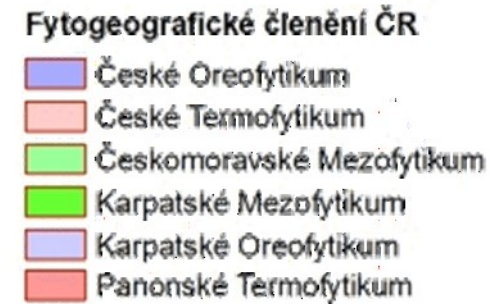 Fytogeografické členění ČR
České Oreofytikum
České Termofytikum
Českomoravské Mezofytikum
Karpatské Mezofytikum
Karpatské Oreofytikum
Panonské Termofytikum